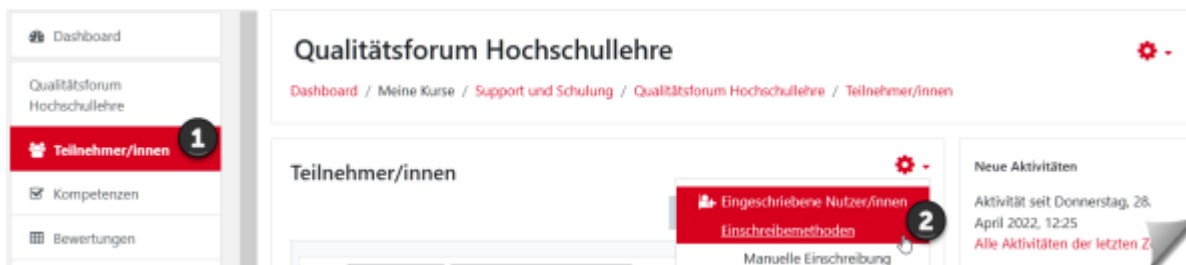 Dashboard
Qualitätsforum
Hochschullehre
Teilnehmer/innen
1
Kompetenzen
Bewertungen
Qualitätsforum Hochschullehre
Dashboard / Meine Kurse / Support und Schulung / Qualitätsforum Hochschullehre / Teilnehmer/innen
Teilnehmer/innen
Eingeschriebene Nutzer/innen
Einschreibemethoden
2
Manuelle Einschreibung
Neue Aktivitäten
Aktivität seit Donnerstag, 28.
April 2022, 12:25
Alle Aktivitäten der letzten